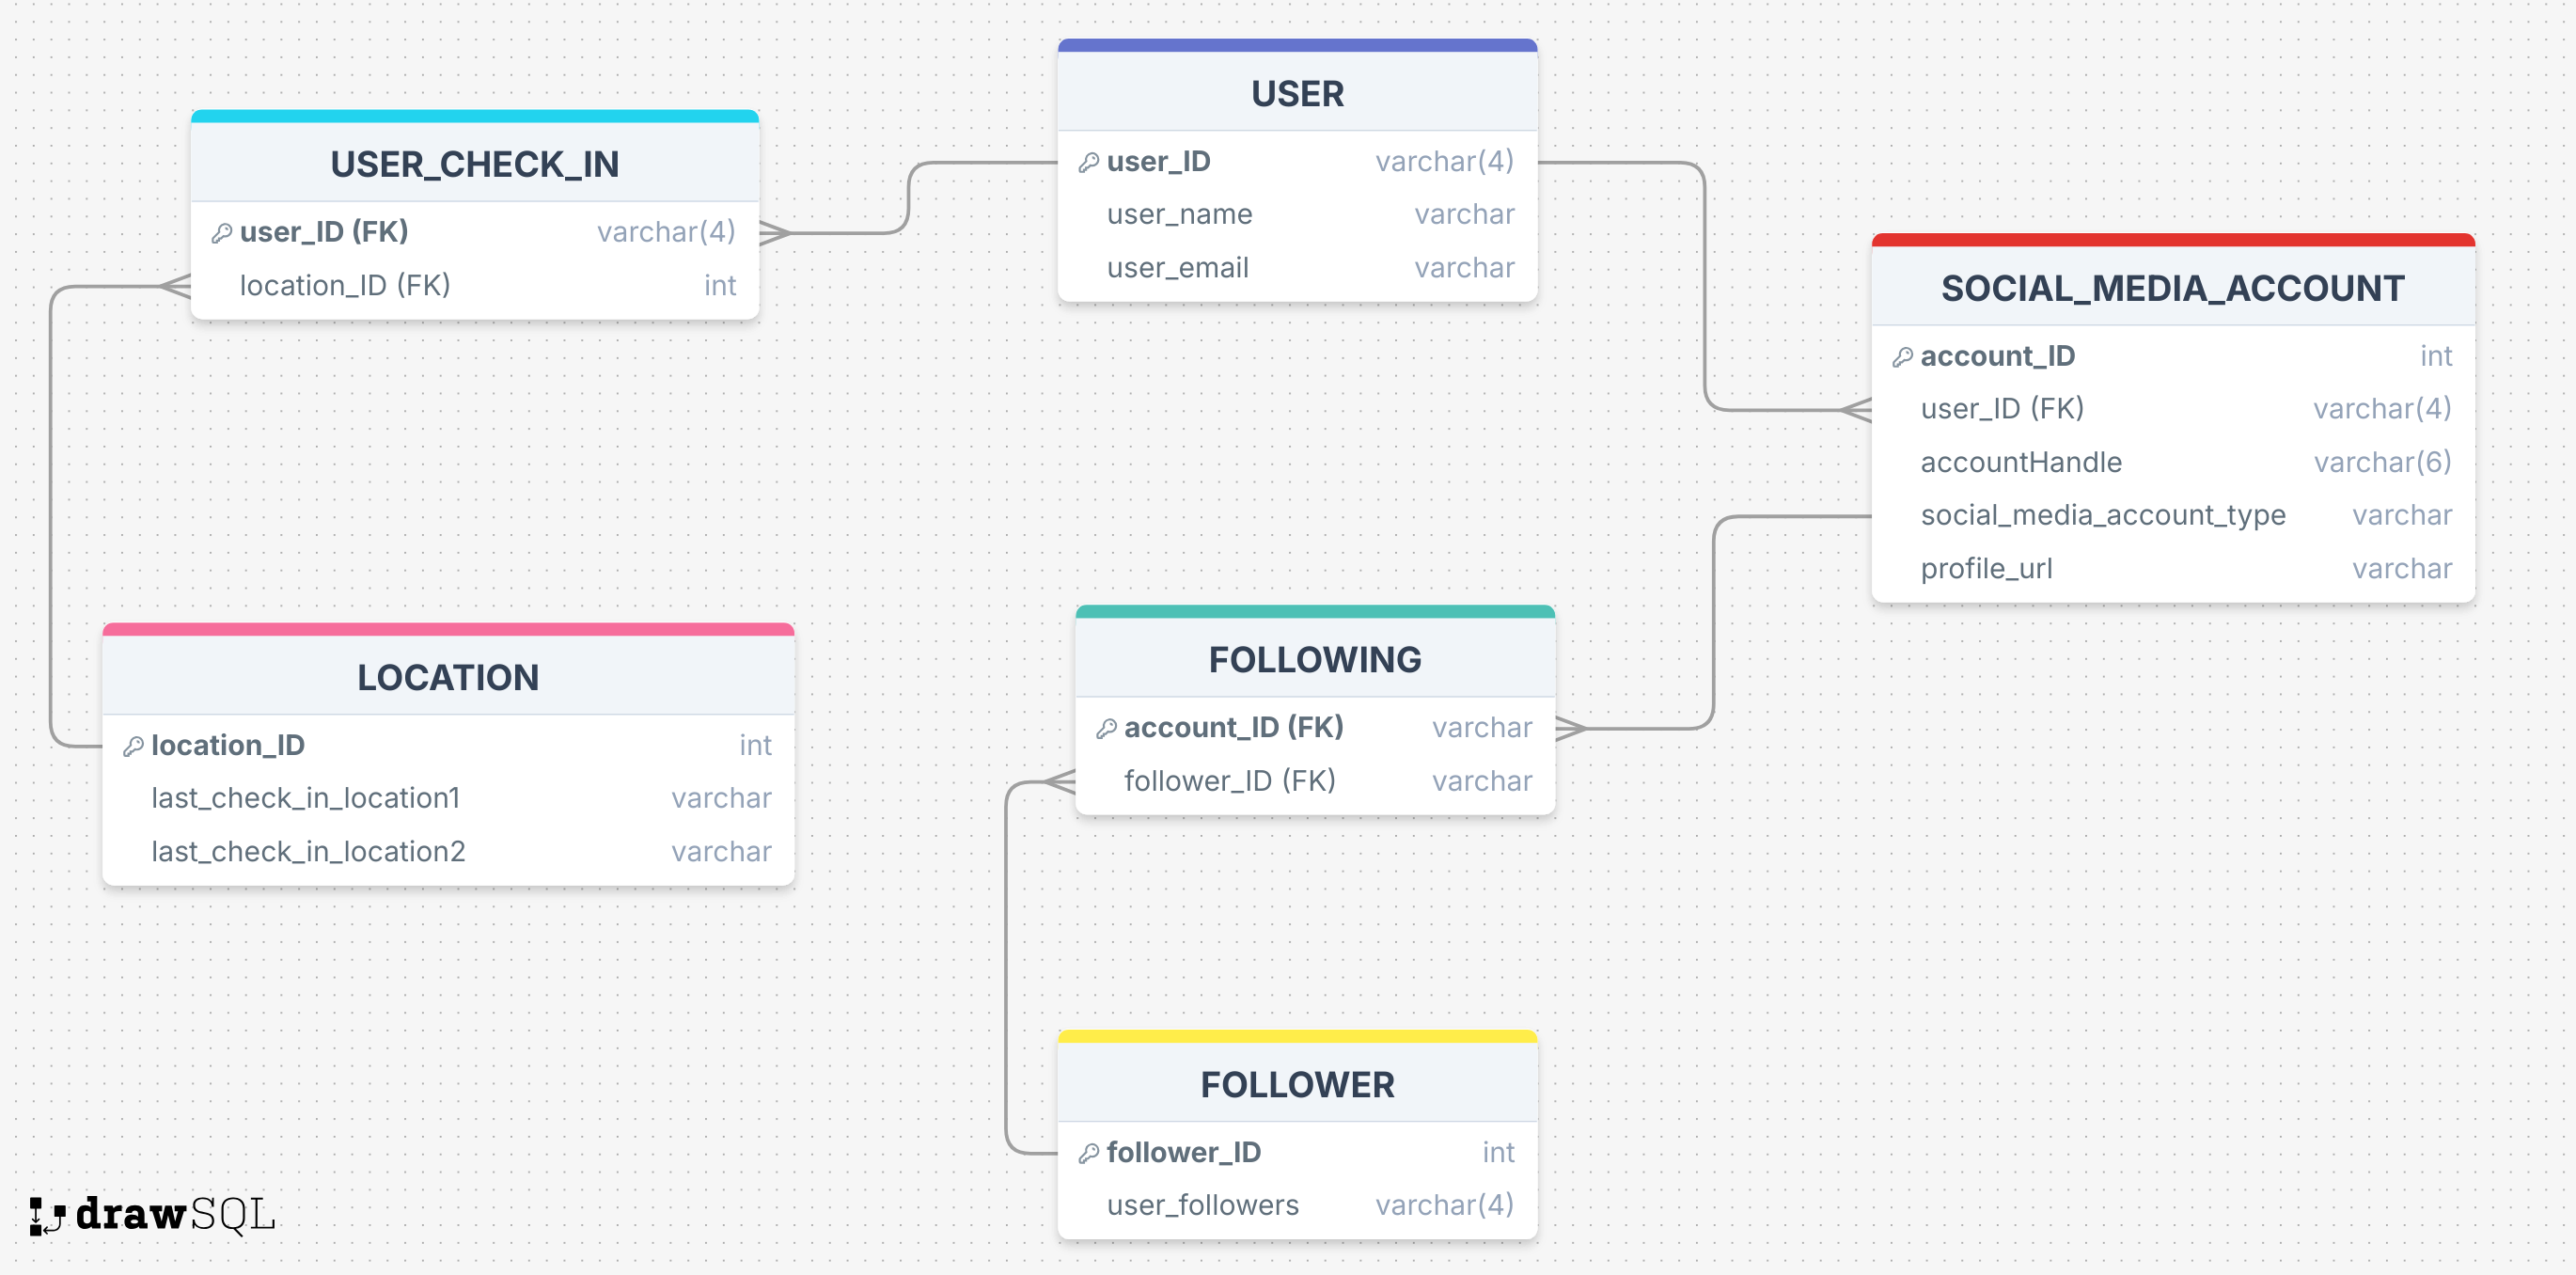 USER
user_ID varchar(4)
user_name varchar
user_email varchar
USER_CHECK_IN
user_ID (FK) varchar(4)
location_ID (FK) int
SOCIAL_MEDIA_ACCOUNT
account_ID int
user_ID (FK) varchar(4)
accountHandle varchar(6)
social_media_account_type varchar
profile_url varchar
LOCATION
location_ID int
last_check_in_location1 varchar
last_check_in_location2 varchar
FOLLOWING
account_ID (FK) varchar
follower_ID (FK) varchar
FOLLOWER
follower_ID int
user_followers varchar(4)
drawSQL